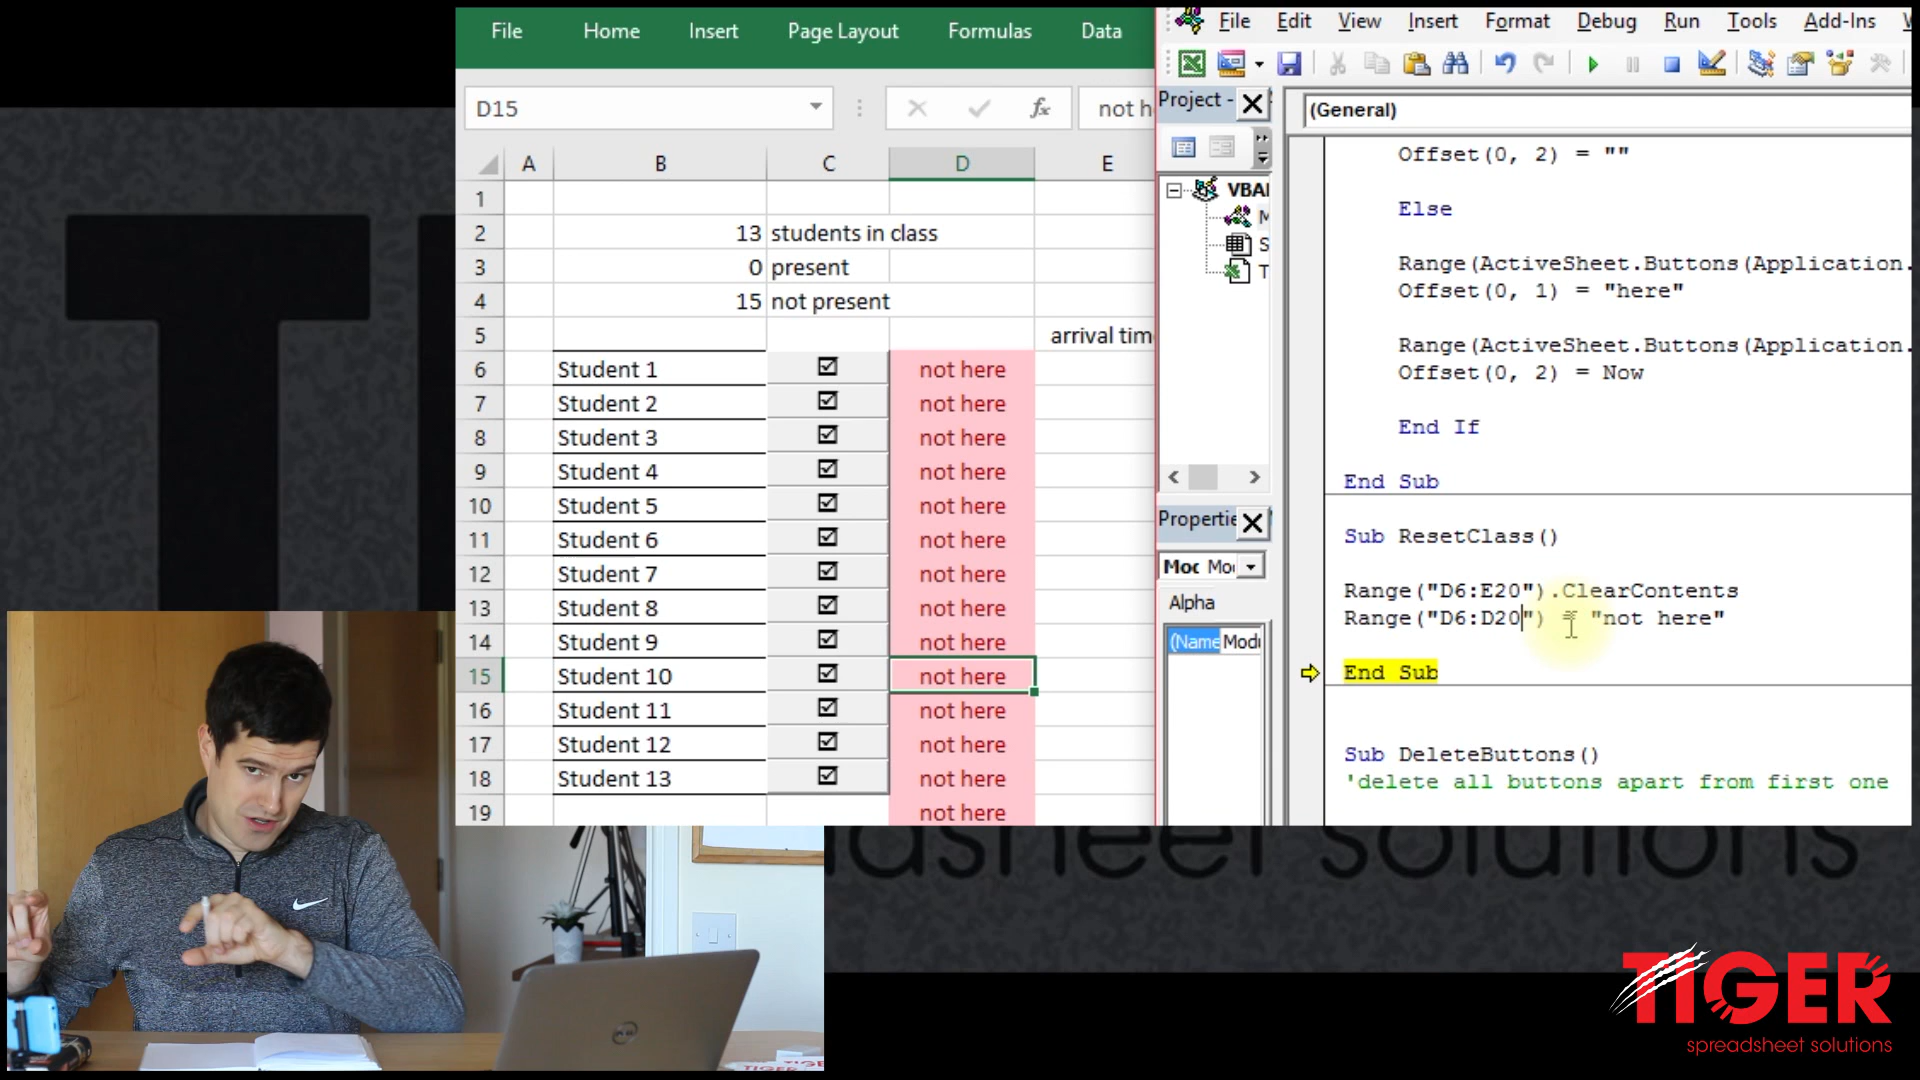 File Home Insert Page Layout Formulas Data
D15
fx
not h
A B C D E
1
2 13 students in class
3 0 present
4 15 not present
5 arrival tim
6 Student 1 not here
7 Student 2 not here
8 Student 3 not here
9 Student 4 not here
10 Student 5 not here
11 Student 6 not here
12 Student 7 not here
13 Student 8 not here
14 Student 9 not here
15 Student 10 not here
16 Student 11 not here
17 Student 12 not here
18 Student 13 not here
19 not here
File Edit View Insert Format Debug Run Tools Add-Ins
Project -
VBA
M
S
T
Propertie
Moc Mo
Alpha
(Name Modu
(General)
Offset(0, 2) = ""
Else
Range(ActiveSheet.Buttons(Application.
Offset(0, 1) = "here"
Range(ActiveSheet.Buttons(Application.
Offset(0, 2) = Now
End If
End Sub
Sub ResetClass()
Range("D6:E20").ClearContents
Range("D6:D20") = "not here"
End Sub
Sub DeleteButtons()
'delete all buttons apart from first one
adsheet solutions
TIGER
spreadsheet solutions